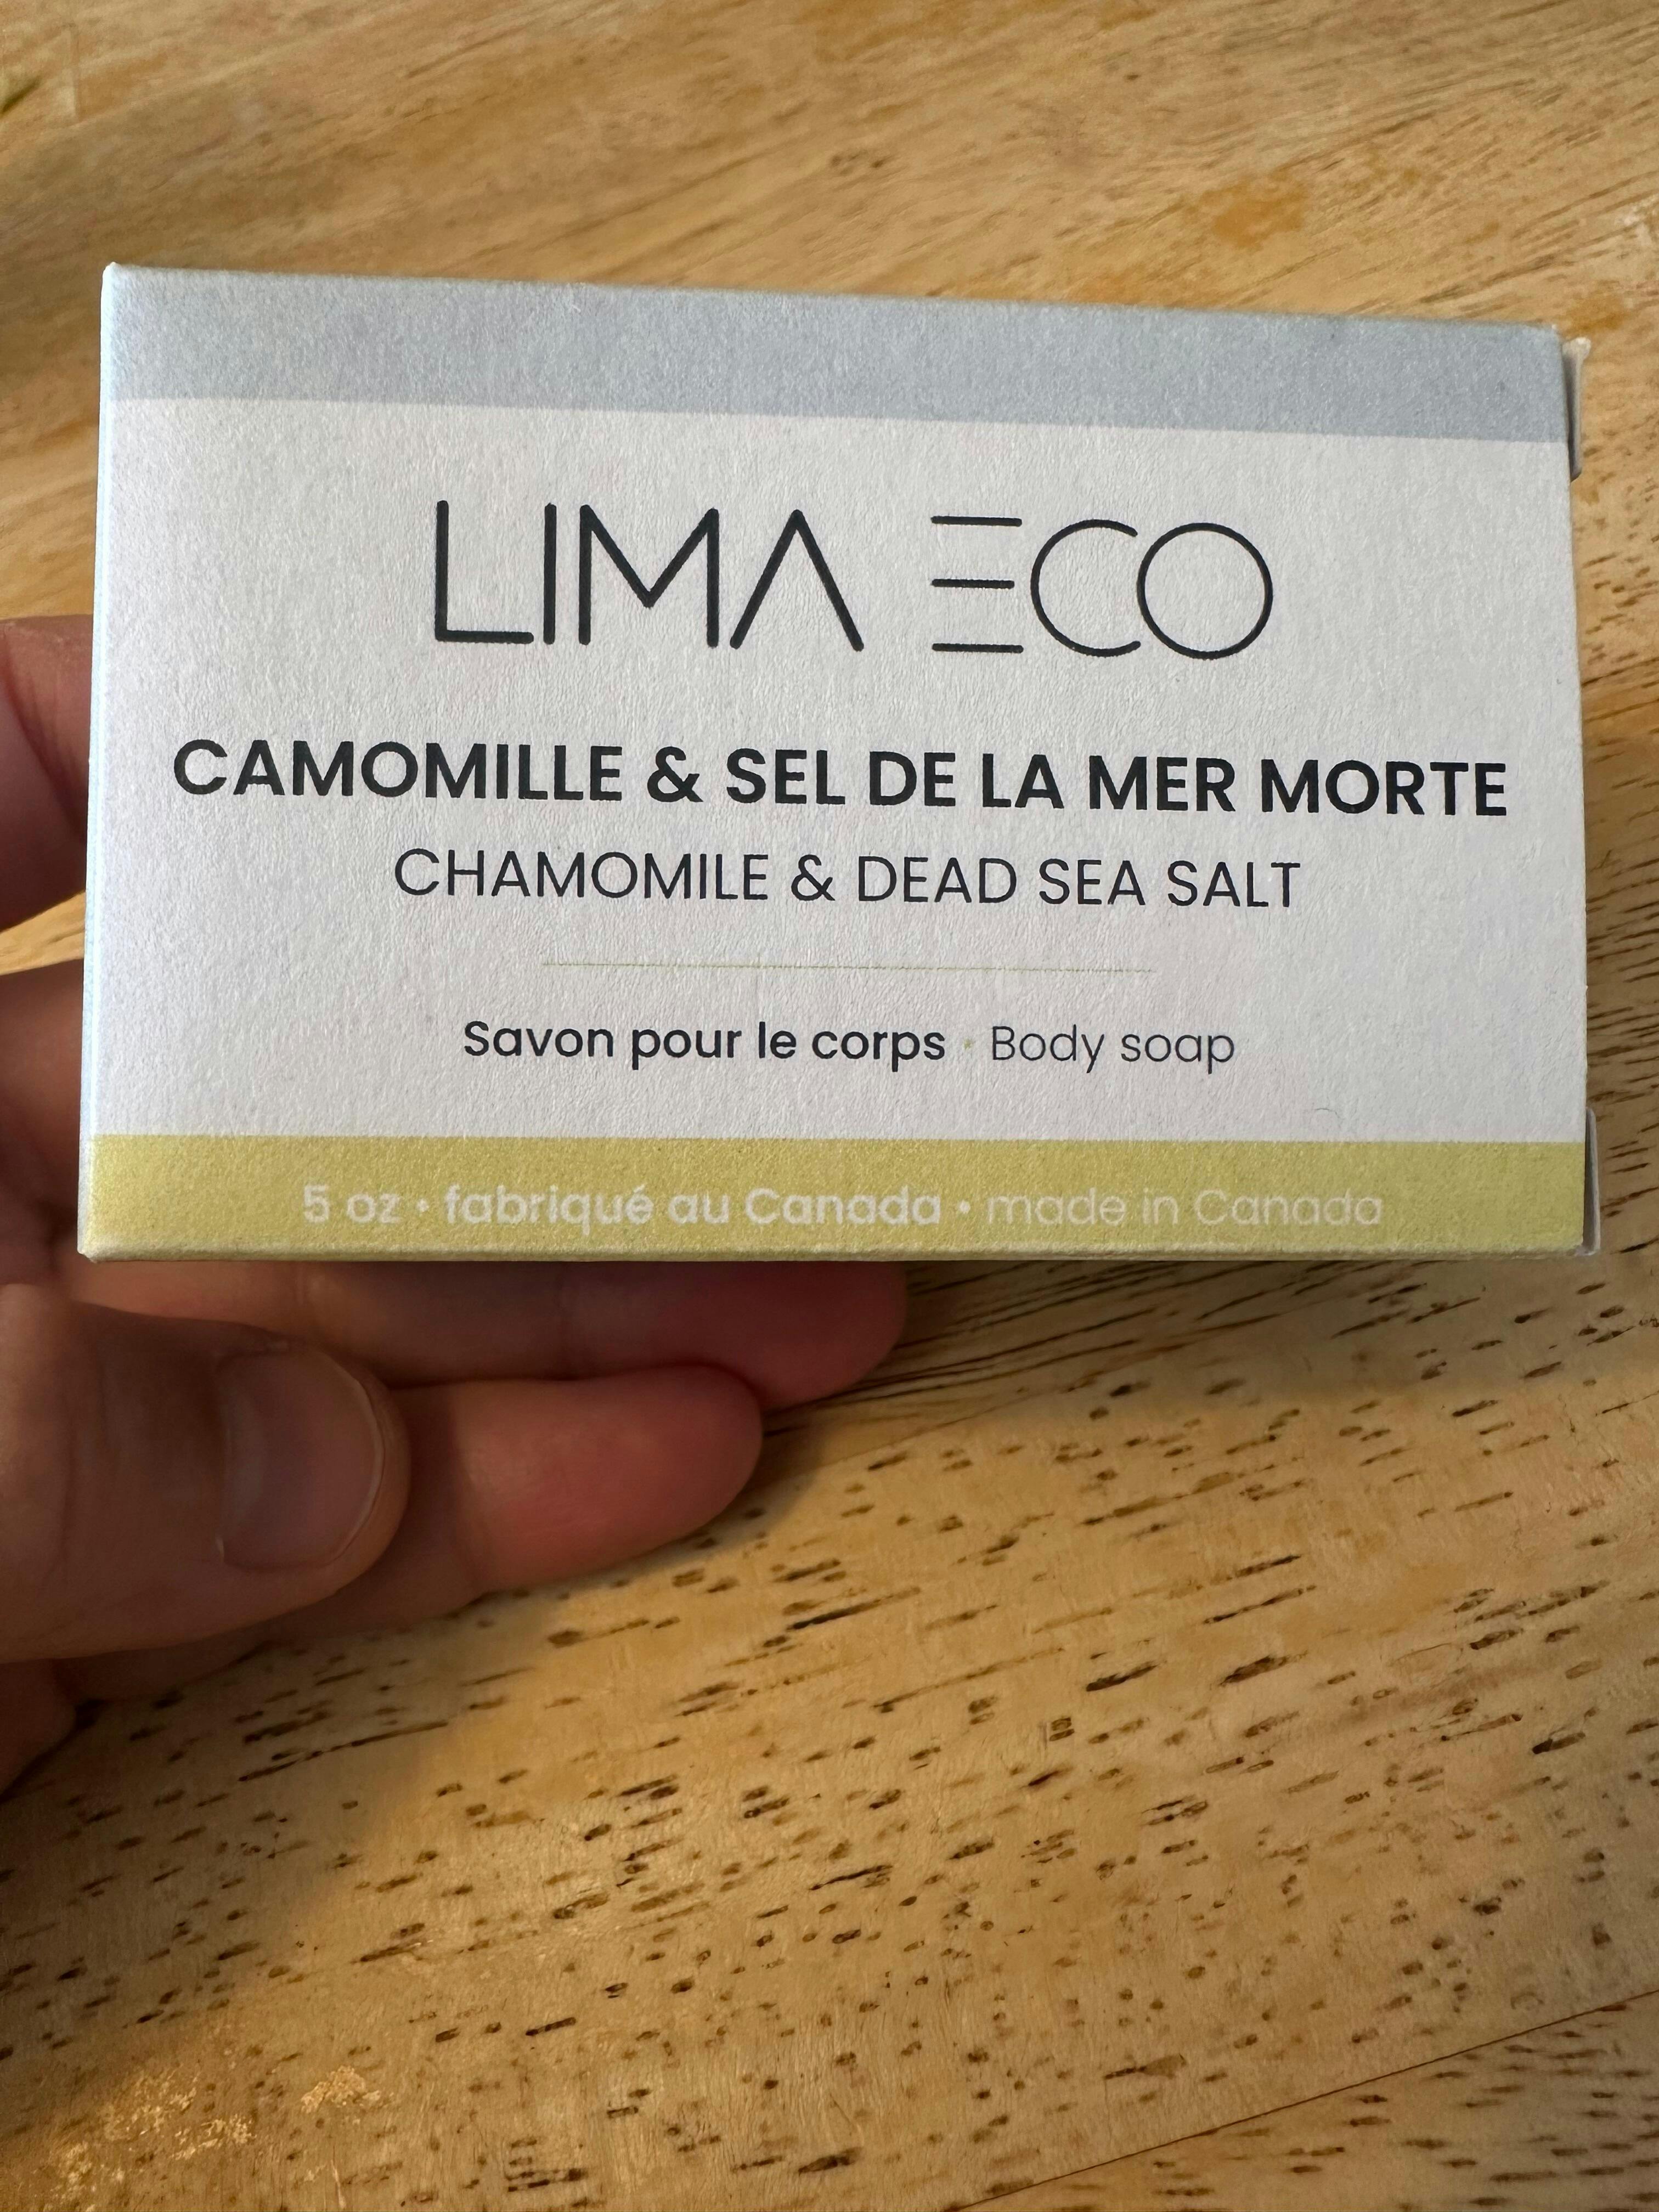 LIMA ECO
CAMOMILLE & SEL DE LA MER MORTE
CHAMOMILE & DEAD SEA SALT
Savon pour le corps · Body soap
5 oz • fabriqué au Canada • made in Canada